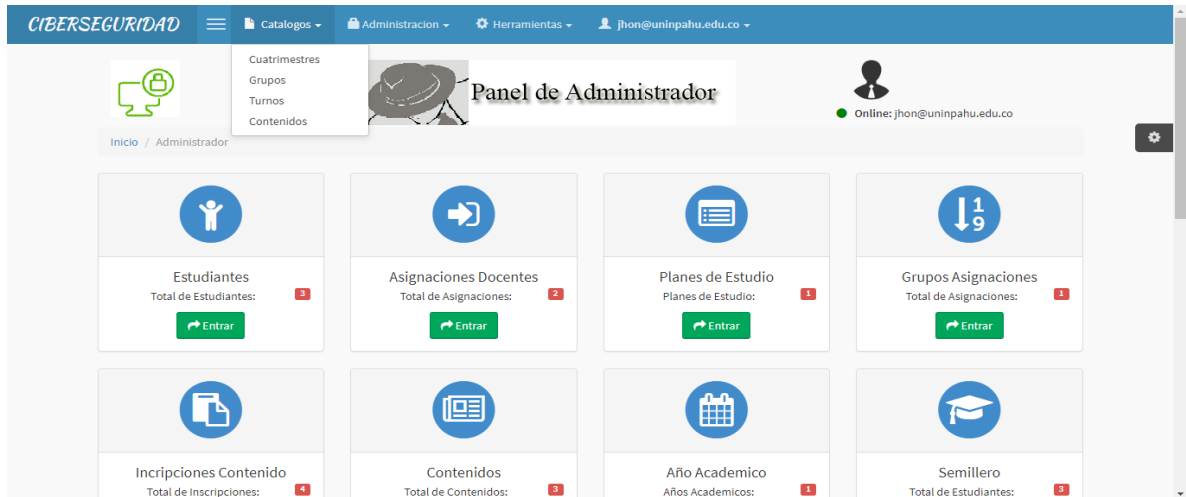 CIBERSEGURIDAD Catalogos Administracion Herramientas jhon@uninpahu.edu.co
Cuatrimestres
Grupos
Turnos
Contenidos
Panel de Administrador
Online: jhon@uninpahu.edu.co
Inicio / Administrador
1
9
Estudiantes
Total de Estudiantes: 3
Entrar
Asignaciones Docentes
Total de Asignaciones: 2
Entrar
Planes de Estudio
Planes de Estudio: 1
Entrar
Grupos Asignaciones
Total de Asignaciones: 1
Entrar
Incripciones Contenido
Total de Inscripciones: 4
Contenidos
Total de Contenidos: 3
Año Academico
Años Academicos: 1
Semillero
Total de Estudiantes: 3